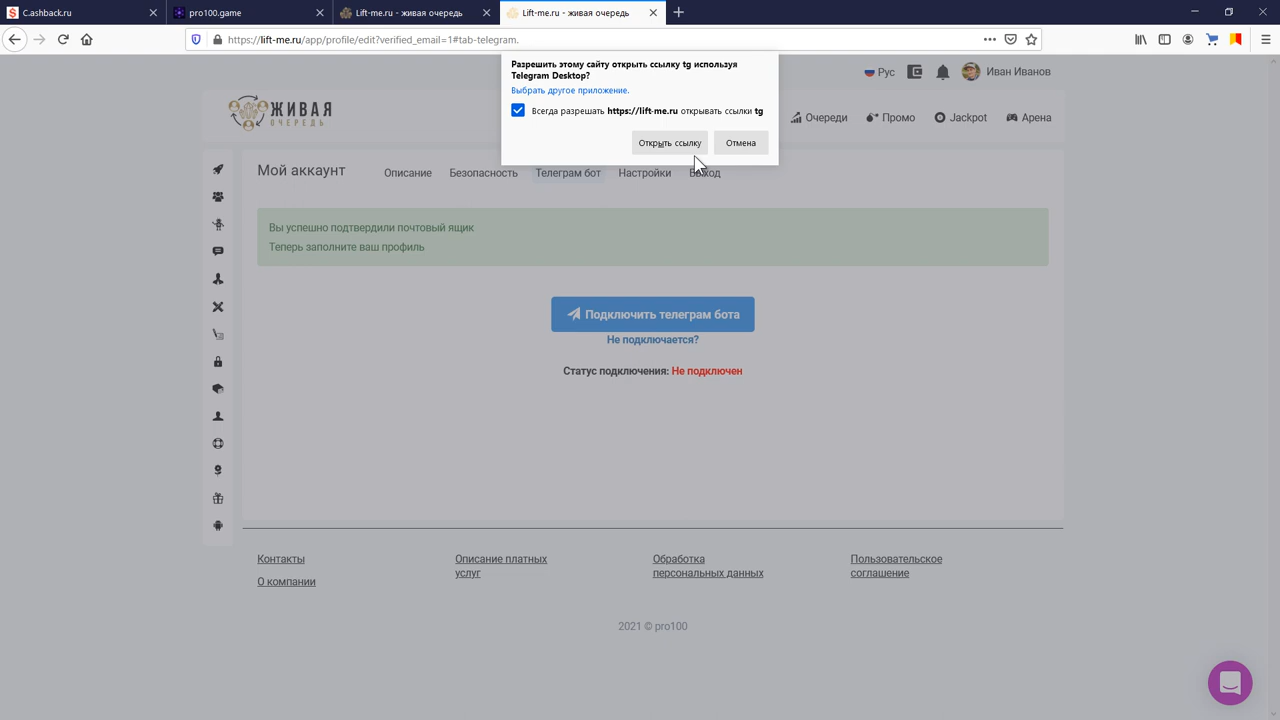 C.ashback.ru
pro100.game
Lift-me.ru - живая очередь
Lift-me.ru - живая очередь
https://lift-me.ru/app/profile/edit?verified_email=1#tab-telegram.
Разрешить этому сайту открыть ссылку tg используя
Telegram Desktop?
Выбрать другое приложение.
Всегда разрешать https://lift-me.ru открывать ссылки tg
Открыть ссылку
Отмена
Рус
Иван Иванов
ЖИВАЯ
ОЧЕРЕДЬ
Очереди
Промо
Jackpot
Арена
Мой аккаунт
Описание
Безопасность
Телеграм бот
Настройки
Выход
Вы успешно подтвердили почтовый ящик
Теперь заполните ваш профиль
Подключить телеграм бота
Не подключается?
Статус подключения: Не подключен
Контакты
О компании
Описание платных
услуг
Обработка
персональных данных
Пользовательское
соглашение
2021 © pro100